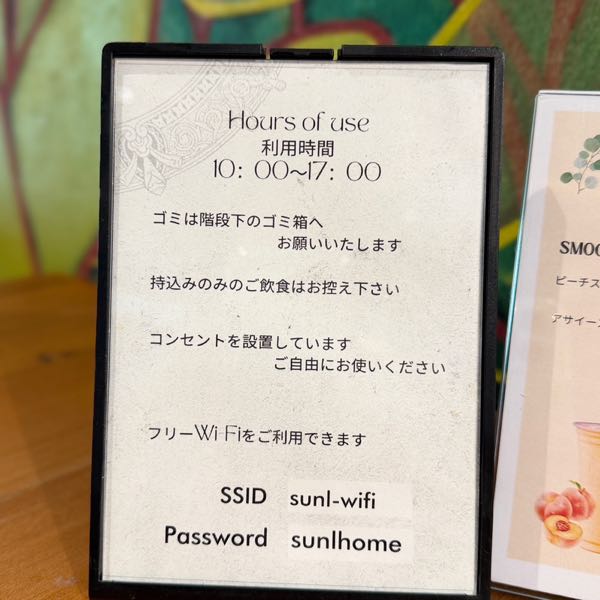 Hours of use
利用時間
10：00〜17：00
ゴミは階段下のゴミ箱へ
お願いいたします
持込みのみのご飲食はお控え下さい
コンセントを設置しています
ご自由にお使いください
フリーWi-Fiをご利用できます
SSID sunl-wifi
Password sunlhome
SMOO
ピーチス
アサイー